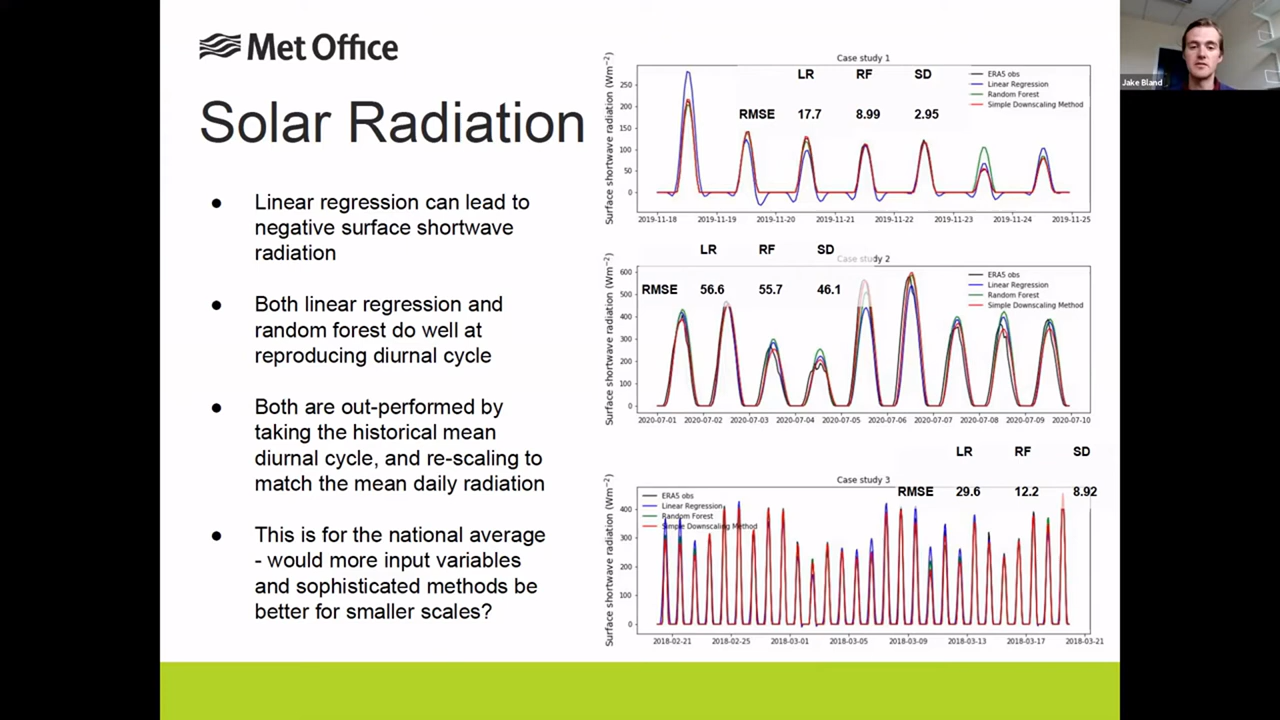 Met Office
Solar Radiation
● Linear regression can lead to
negative surface shortwave
radiation
● Both linear regression and
random forest do well at
reproducing diurnal cycle
● Both are out-performed by
taking the historical mean
diurnal cycle, and re-scaling to
match the mean daily radiation
● This is for the national average
- would more input variables
and sophisticated methods be
better for smaller scales?
Case study 1
LR RF SD
RMSE 17.7 8.99 2.95
ERA5 obs
Linear Regression
Random Forest
Simple Downscaling Method
Surface shortwave radiation (Wm⁻²)
250
200
150
100
50
0
2019-11-18 2019-11-19 2019-11-20 2019-11-21 2019-11-22 2019-11-23 2019-11-24 2019-11-25
LR RF SD
Case study 2
RMSE 56.6 55.7 46.1
ERA5 obs
Linear Regression
Random Forest
Simple Downscaling Method
Surface shortwave radiation (Wm⁻²)
600
500
400
300
200
100
0
2020-07-01 2020-07-02 2020-07-03 2020-07-04 2020-07-05 2020-07-06 2020-07-07 2020-07-08 2020-07-09 2020-07-10
LR RF SD
Case study 3
RMSE 29.6 12.2 8.92
ERA5 obs
Linear Regression
Random Forest
Simple Downscaling Method
Surface shortwave radiation (Wm⁻²)
400
300
200
100
0
2018-02-21 2018-02-25 2018-03-01 2018-03-05 2018-03-09 2018-03-13 2018-03-17 2018-03-21
Jake Bland